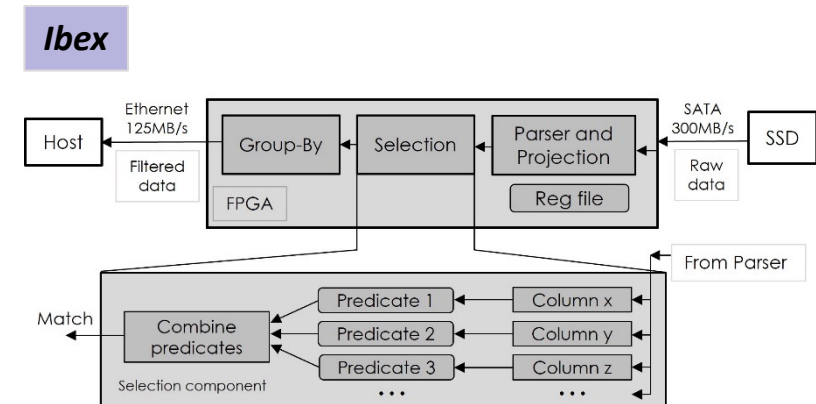 Ibex
Ethernet
125MB/s
SATA
300MB/s
Host
Group-By
Selection
Parser and
Projection
SSD
Filtered
data
Raw
data
FPGA
Reg file
From Parser
Match
Combine
predicates
Predicate 1
Column x
Predicate 2
Column y
Predicate 3
Column z
Selection component
• • •
• • •